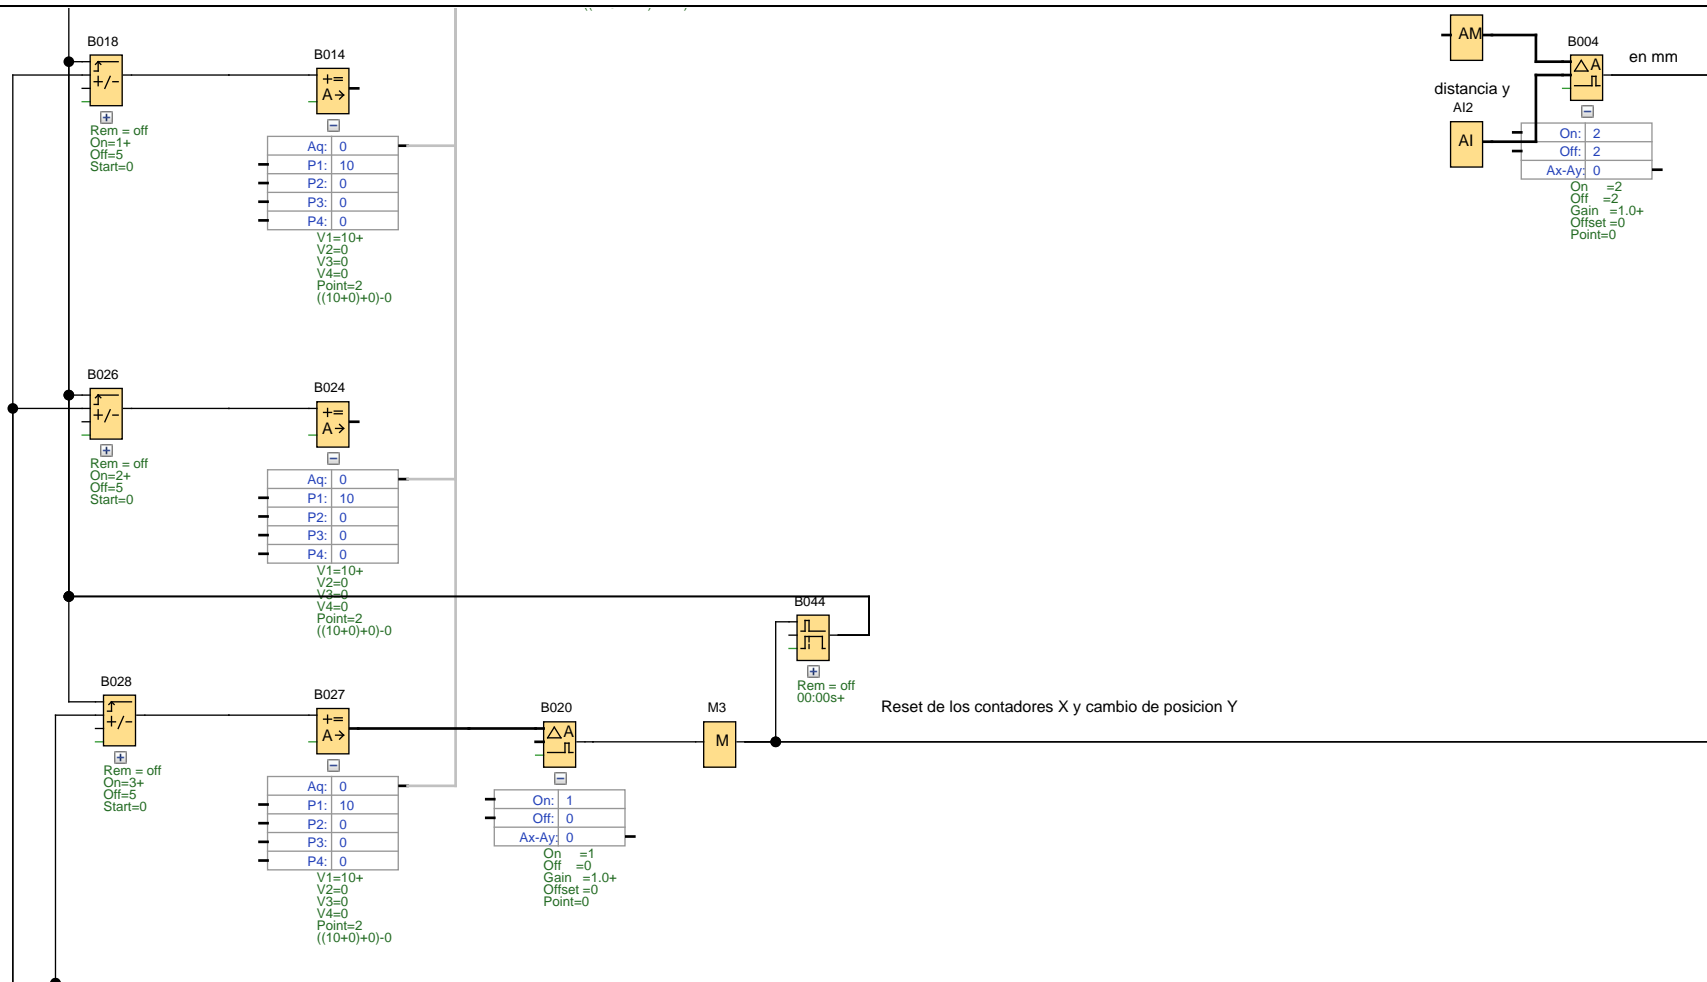 B018
+/-
Rem = off
On=1+
Off=5
Start=0
B014
+=
A→
Aq: 0
P1: 10
P2: 0
P3: 0
P4: 0
V1=10+
V2=0
V3=0
V4=0
Point=2
((10+0)+0)-0
AM
distancia y
AI2
AI
B004
△A
en mm
On: 2
Off: 2
Ax-Ay: 0
On =2
Off =2
Gain =1.0+
Offset =0
Point=0
B026
+/-
Rem = off
On=2+
Off=5
Start=0
B024
+=
A→
Aq: 0
P1: 10
P2: 0
P3: 0
P4: 0
V1=10+
V2=0
V3=0
V4=0
Point=2
((10+0)+0)-0
B044
Rem = off
00:00s+
B028
+/-
Rem = off
On=3+
Off=5
Start=0
B027
+=
A→
Aq: 0
P1: 10
P2: 0
P3: 0
P4: 0
V1=10+
V2=0
V3=0
V4=0
Point=2
((10+0)+0)-0
B020
△A
On: 1
Off: 0
Ax-Ay: 0
On =1
Off =0
Gain =1.0+
Offset =0
Point=0
M3
M
Reset de los contadores X y cambio de posicion Y